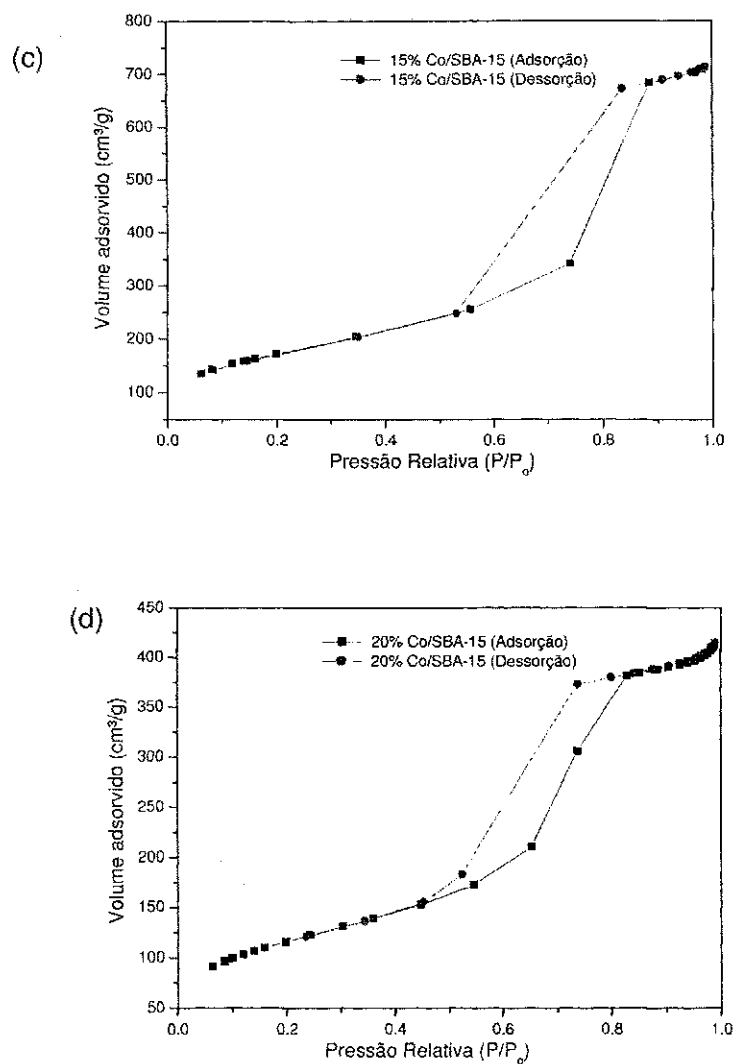 (c)
800
700
600
500
400
300
200
100
Volume adsorvido (cm³/g)
15% Co/SBA-15 (Adsorção)
15% Co/SBA-15 (Dessorção)
0.0 0.2 0.4 0.6 0.8 1.0
Pressão Relativa (P/P₀)
(d)
450
400
350
300
250
200
150
100
50
Volume adsorvido (cm³/g)
20% Co/SBA-15 (Adsorção)
20% Co/SBA-15 (Dessorção)
0.0 0.2 0.4 0.6 0.8 1.0
Pressão Relativa (P/P₀)